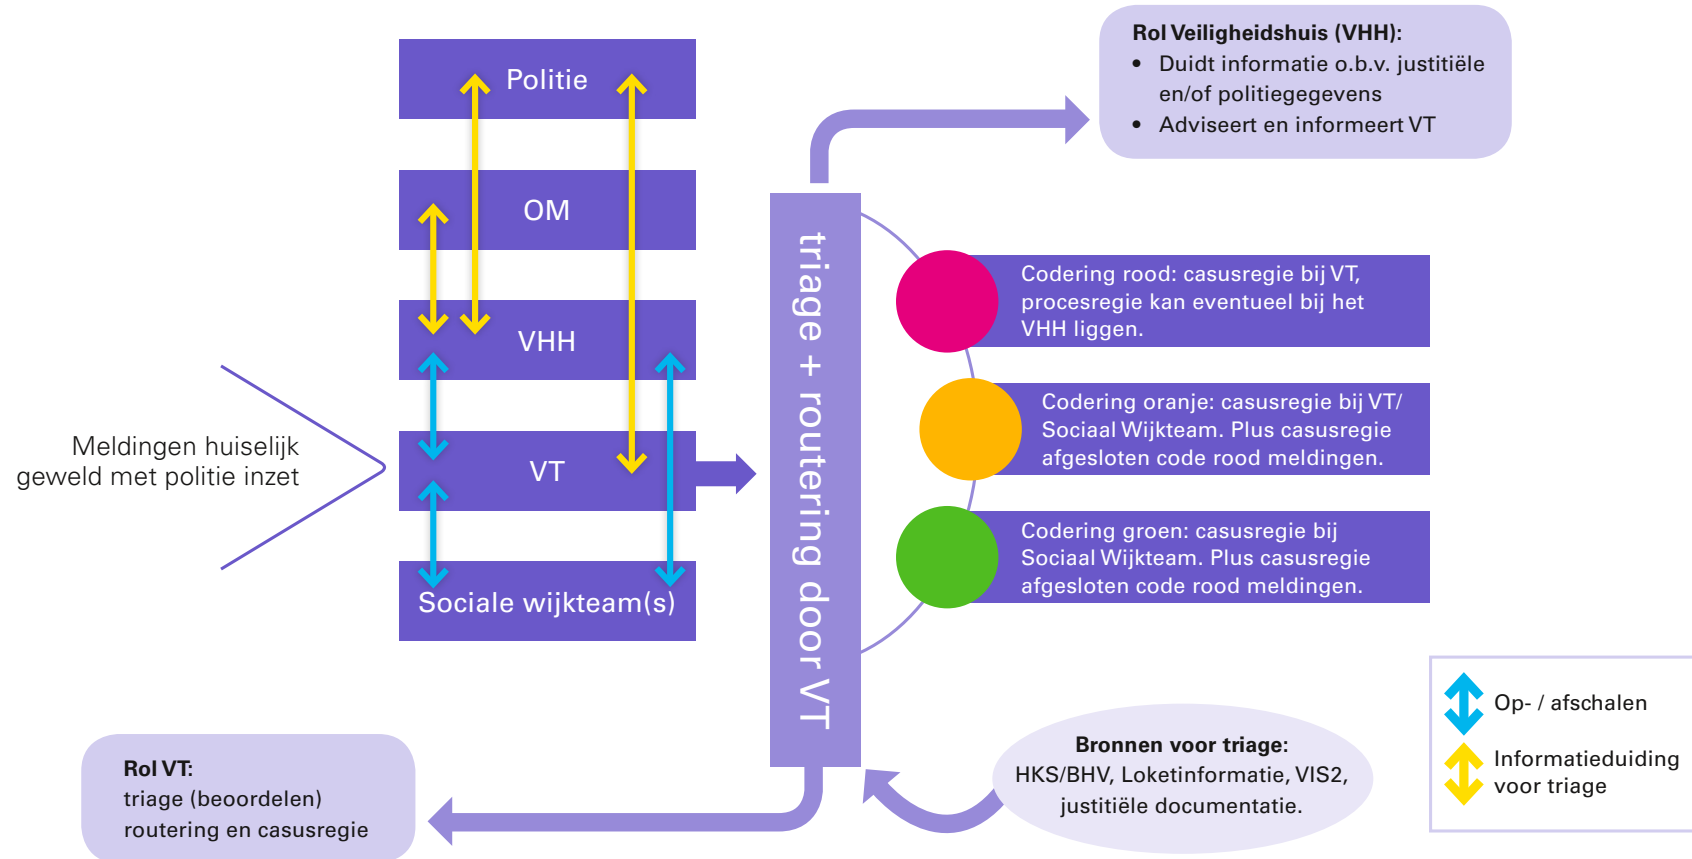 Politie
OM
VHH
VT
Sociale wijkteam(s)
Meldingen huiselijk
geweld met politie inzet
triage + routering door VT
Rol Veiligheidshuis (VHH):
• Duidt informatie o.b.v. justitiële
en/of politiegegevens
• Adviseert en informeert VT
Codering rood: casusregie bij VT,
procesregie kan eventueel bij het
VHH liggen.
Codering oranje: casusregie bij VT/
Sociaal Wijkteam. Plus casusregie
afgesloten code rood meldingen.
Codering groen: casusregie bij
Sociaal Wijkteam. Plus casusregie
afgesloten code rood meldingen.
Rol VT:
triage (beoordelen)
routering en casusregie
Bronnen voor triage:
HKS/BHV, Loketinformatie, VIS2,
justitiële documentatie.
Op- / afschalen
Informatieduiding
voor triage